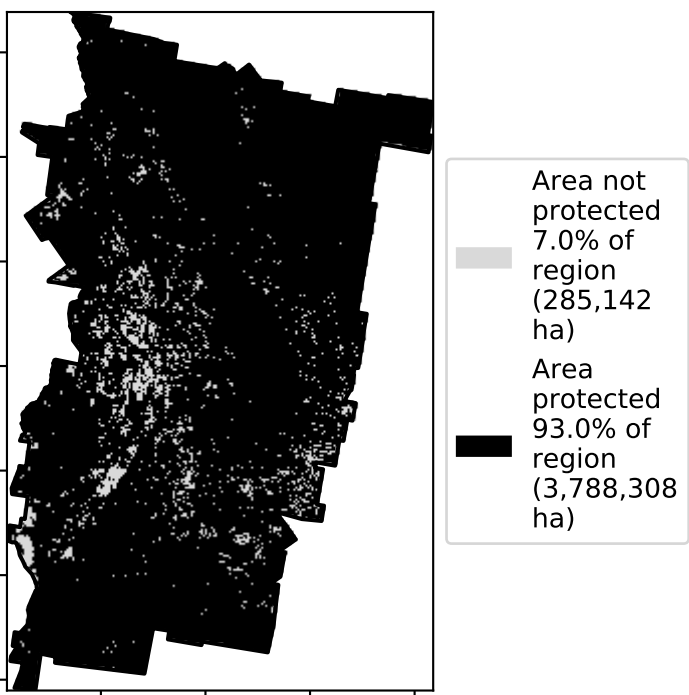 Area not
protected
7.0% of
region
(285,142
ha)
Area
protected
93.0% of
region
(3,788,308
ha)